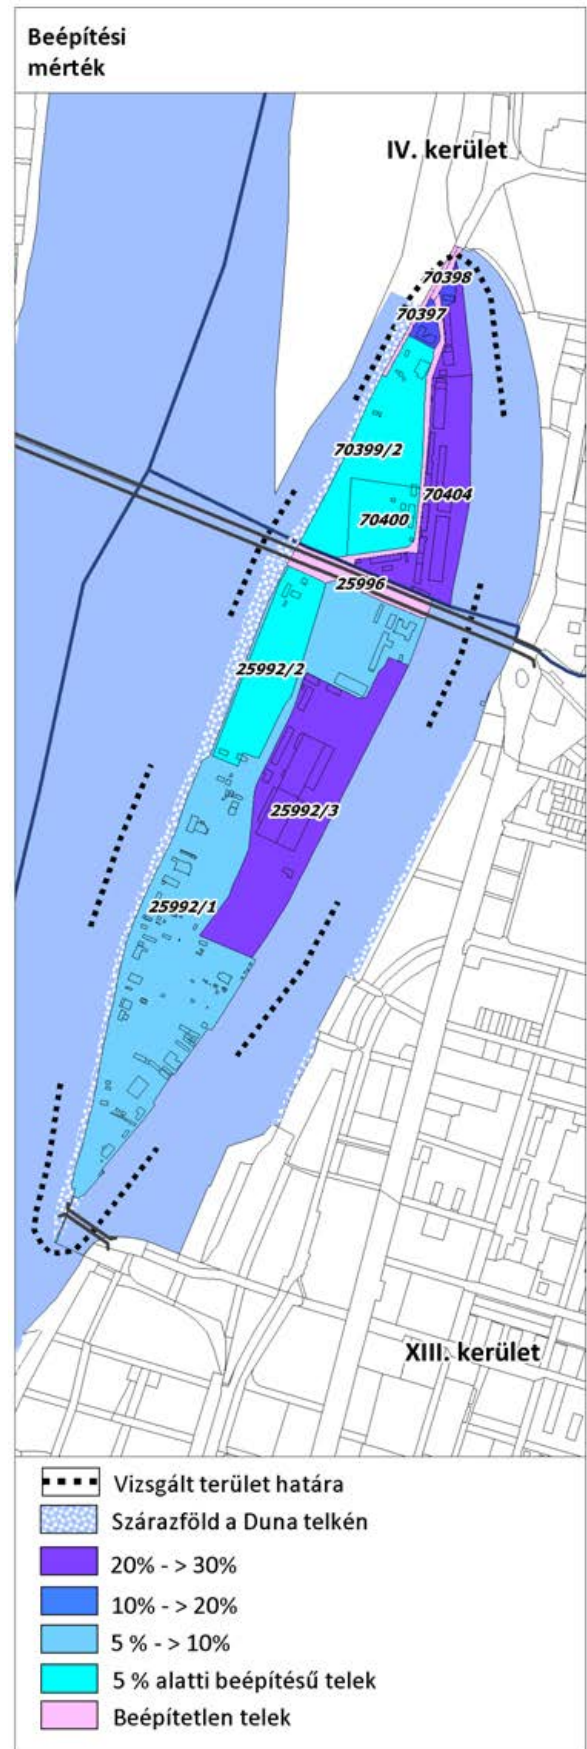 Beépítési
mérték
IV. kerület
70398
70397
70399/2
70404
70400
25996
25992/2
25992/3
25992/1
XIII. kerület
Vizsgált terület határa
Szárazföld a Duna telkén
20% - > 30%
10% - > 20%
5 % - > 10%
5 % alatti beépítésű telek
Beépítetlen telek